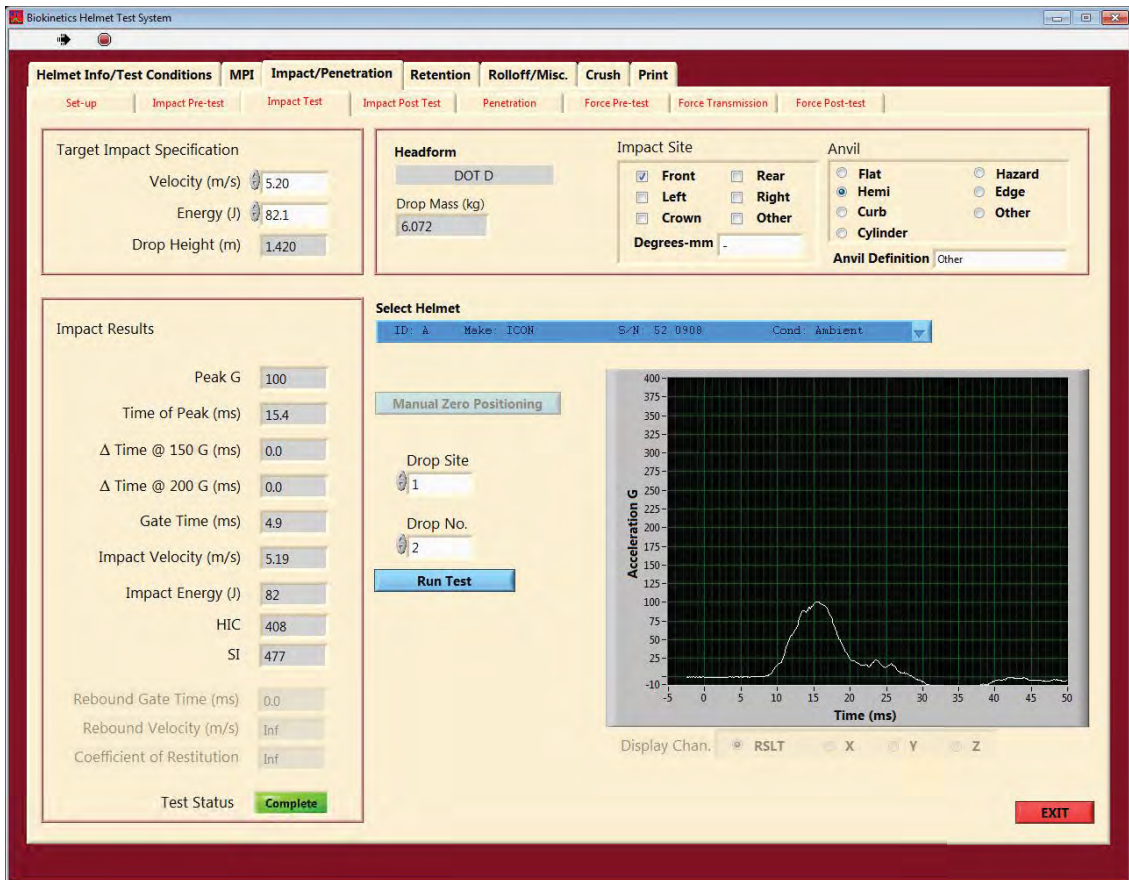 Biokinetics Helmet Test System
Helmet Info/Test Conditions MPI Impact/Penetration Retention Rolloff/Misc. Crush Print
Set-up Impact Pre-test Impact Test Impact Post Test Penetration Force Pre-test Force Transmission Force Post-test
Target Impact Specification
Velocity (m/s) 5.20
Energy (J) 82.1
Drop Height (m) 1.420
Headform
DOT D
Drop Mass (kg)
6.072
Impact Site
Front Rear
Left Right
Crown Other
Degrees-mm -
Anvil
Flat Hazard
Hemi Edge
Curb Other
Cylinder
Anvil Definition Other
Impact Results
Peak G 100
Time of Peak (ms) 15.4
Δ Time @ 150 G (ms) 0.0
Δ Time @ 200 G (ms) 0.0
Gate Time (ms) 4.9
Impact Velocity (m/s) 5.19
Impact Energy (J) 82
HIC 408
SI 477
Rebound Gate Time (ms) 0.0
Rebound Velocity (m/s) Inf
Coefficient of Restitution Inf
Test Status Complete
Select Helmet
ID: A Make: ICON S/N: 52 0908 Cond: Ambient
Manual Zero Positioning
Drop Site
1
Drop No.
2
Run Test
Acceleration G
400
375
350
325
300
275
250
225
200
175
150
125
100
75
50
25
-10
-5 0 5 10 15 20 25 30 35 40 45 50
Time (ms)
Display Chan. RSLT X Y Z
EXIT